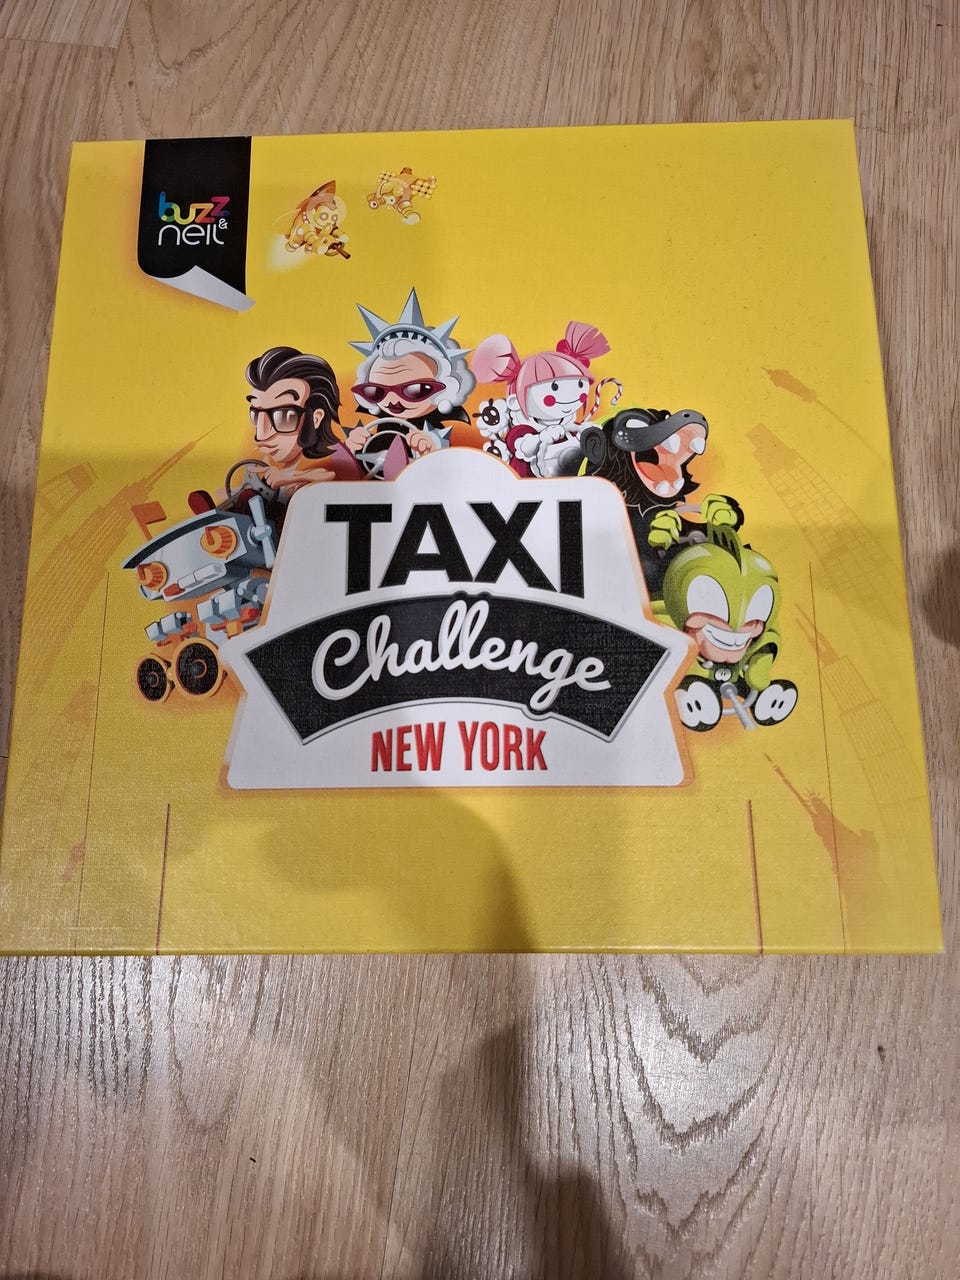 buzz
& neil
TAXI
Challenge
NEW YORK